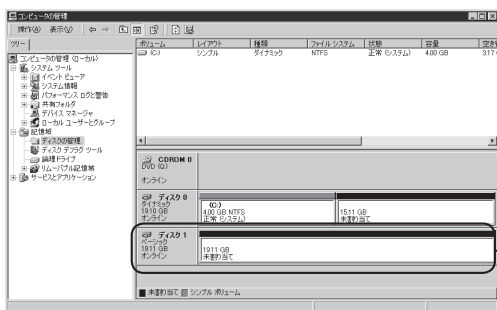 コンピュータの管理
操作(A) 表示(V)
ツリー
コンピュータの管理 (ローカル)
システム ツール
イベント ビューア
システム情報
パフォーマンス ログと警告
共有フォルダ
デバイス マネージャ
ローカル ユーザーとグループ
記憶域
ディスクの管理
ディスク デフラグ ツール
論理ドライブ
リムーバブル記憶域
サービスとアプリケーション
ボリューム レイアウト 種類 ファイル システム 状態 容量 空き
(C:) シンプル ダイナミック NTFS 正常 (システム) 4.00 GB 3.17
CDROM 0
DVD (Q:)
オンライン
ディスク 0
ダイナミック
19.10 GB
オンライン
(C:)
4.00 GB NTFS
正常 (システム)
15.11 GB
未割り当て
ディスク 1
ベーシック
19.11 GB
オンライン
19.11 GB
未割り当て
未割り当て シンプル ボリューム